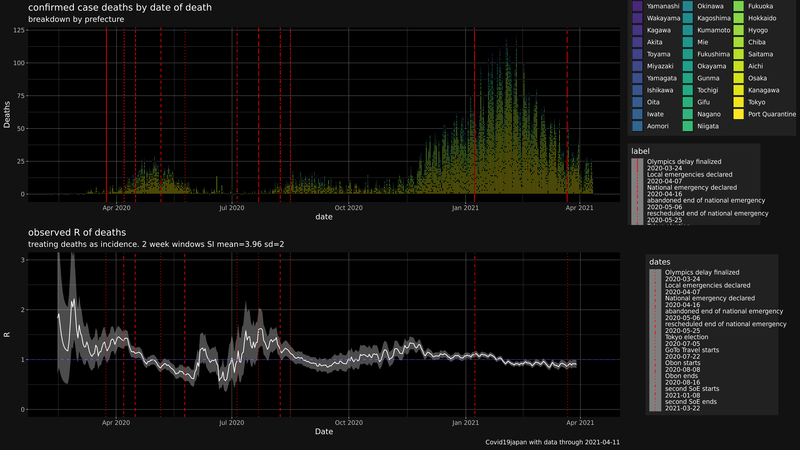 confirmed case deaths by date of death
breakdown by prefecture
125
100
75
50
25
0
Deaths
Apr 2020
Jul 2020
Oct 2020
Jan 2021
Apr 2021
date
Yamanashi
Wakayama
Kagawa
Akita
Toyama
Miyazaki
Yamagata
Ishikawa
Oita
Iwate
Aomori
Okinawa
Kagoshima
Kumamoto
Mie
Fukushima
Okayama
Gunma
Tochigi
Gifu
Nagano
Niigata
Fukuoka
Hokkaido
Hyogo
Chiba
Saitama
Aichi
Osaka
Kanagawa
Tokyo
Port Quarantine
label
Olympics delay finalized
2020-03-24
Local emergencies declared
2020-04-07
National emergency declared
2020-04-16
abandoned end of national emergency
2020-05-06
rescheduled end of national emergency
2020-05-25
observed R of deaths
treating deaths as incidence. 2 week windows SI mean=3.96 sd=2
3
2
1
0
R
Apr 2020
Jul 2020
Oct 2020
Jan 2021
Apr 2021
Date
dates
Olympics delay finalized
2020-03-24
Local emergencies declared
2020-04-07
National emergency declared
2020-04-16
abandoned end of national emergency
2020-05-06
rescheduled end of national emergency
2020-05-25
Tokyo election
2020-07-05
GoTo Travel starts
2020-07-22
Obon starts
2020-08-08
Obon ends
2020-08-16
second SoE starts
2021-01-08
second SoE ends
2021-03-22
Covid19japan with data through 2021-04-11